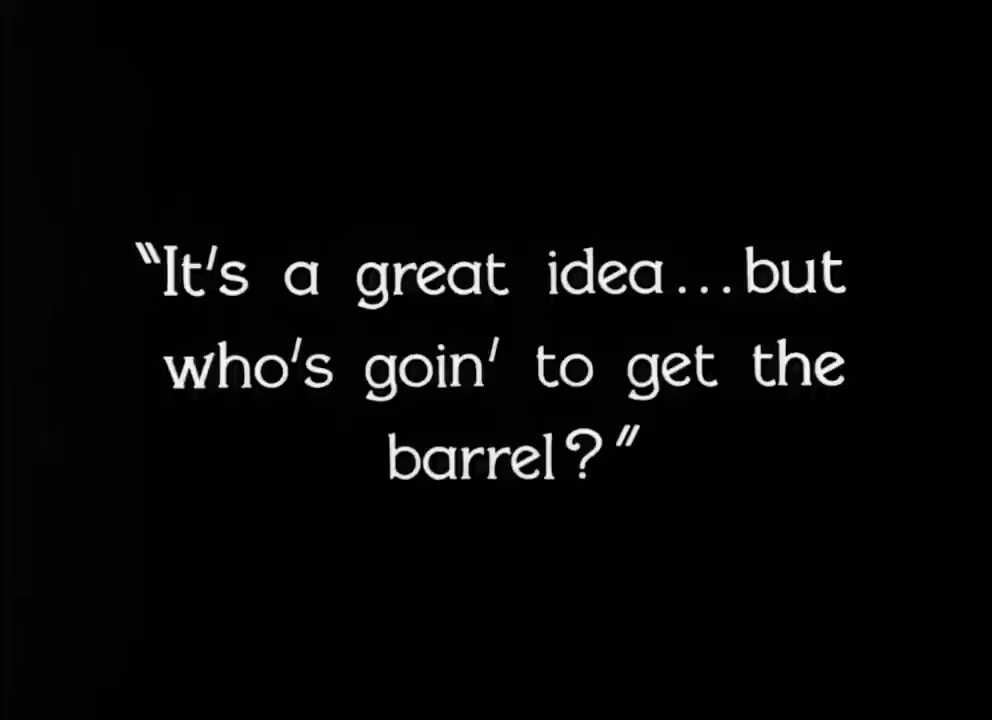 "It's a great idea...but
who's goin' to get the
barrel?"